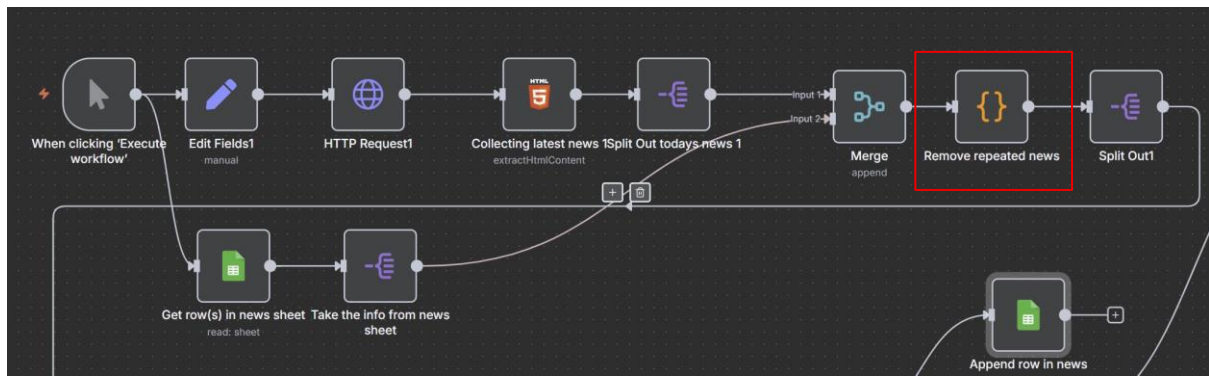 HTML
5
Input 1
Input 2
When clicking ‘Execute
workflow’
Edit Fields1
manual
HTTP Request1
Collecting latest news 1
extractHtmlContent
Split Out todays news 1
Merge
append
{}
Remove repeated news
Split Out1
Get row(s) in news sheet
read: sheet
Take the info from news
sheet
Append row in news